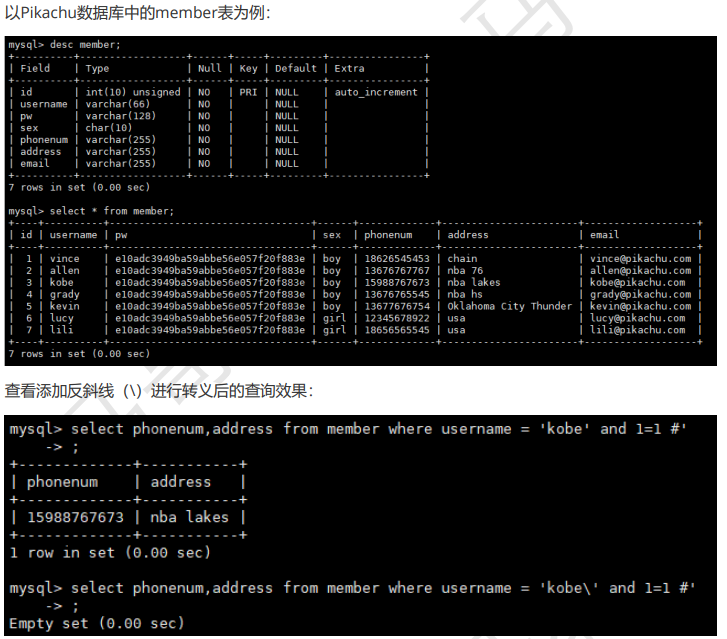 以Pikachu数据库中的member表为例：
mysql> desc member;
+----------+------------------+------+-----+---------+----------------+
| Field    | Type             | Null | Key | Default | Extra          |
+----------+------------------+------+-----+---------+----------------+
| id       | int(10) unsigned | NO   | PRI | NULL    | auto_increment |
| username | varchar(66)      | NO   |     | NULL    |                |
| pw       | varchar(128)     | NO   |     | NULL    |                |
| sex      | char(10)         | NO   |     | NULL    |                |
| phonenum | varchar(255)     | NO   |     | NULL    |                |
| address  | varchar(255)     | NO   |     | NULL    |                |
| email    | varchar(255)     | NO   |     | NULL    |                |
+----------+------------------+------+-----+---------+----------------+
7 rows in set (0.00 sec)
mysql> select * from member;
+----+----------+----------------------------------+------+-------------+-----------------------+-------------------+
| id | username | pw                               | sex  | phonenum    | address               | email             |
+----+----------+----------------------------------+------+-------------+-----------------------+-------------------+
|  1 | vince    | e10adc3949ba59abbe56e057f20f883e | boy  | 18626545453 | chain                 | vince@pikachu.com |
|  2 | allen    | e10adc3949ba59abbe56e057f20f883e | boy  | 13676767767 | nba 76                | allen@pikachu.com |
|  3 | kobe     | e10adc3949ba59abbe56e057f20f883e | boy  | 15988767673 | nba lakes             | kobe@pikachu.com  |
|  4 | grady    | e10adc3949ba59abbe56e057f20f883e | boy  | 13676765545 | nba hs                | grady@pikachu.com |
|  5 | kevin    | e10adc3949ba59abbe56e057f20f883e | boy  | 13677676754 | Oklahoma City Thunder | kevin@pikachu.com |
|  6 | lucy     | e10adc3949ba59abbe56e057f20f883e | girl | 12345678922 | usa                   | lucy@pikachu.com  |
|  7 | lili     | e10adc3949ba59abbe56e057f20f883e | girl | 18656565545 | usa                   | lili@pikachu.com  |
+----+----------+----------------------------------+------+-------------+-----------------------+-------------------+
7 rows in set (0.00 sec)
查看添加反斜线（\）进行转义后的查询效果：
mysql> select phonenum,address from member where username = 'kobe' and 1=1 #'
    -> ;
+-------------+-----------+
| phonenum    | address   |
+-------------+-----------+
| 15988767673 | nba lakes |
+-------------+-----------+
1 row in set (0.00 sec)
mysql> select phonenum,address from member where username = 'kobe\' and 1=1 #'
    -> ;
Empty set (0.00 sec)